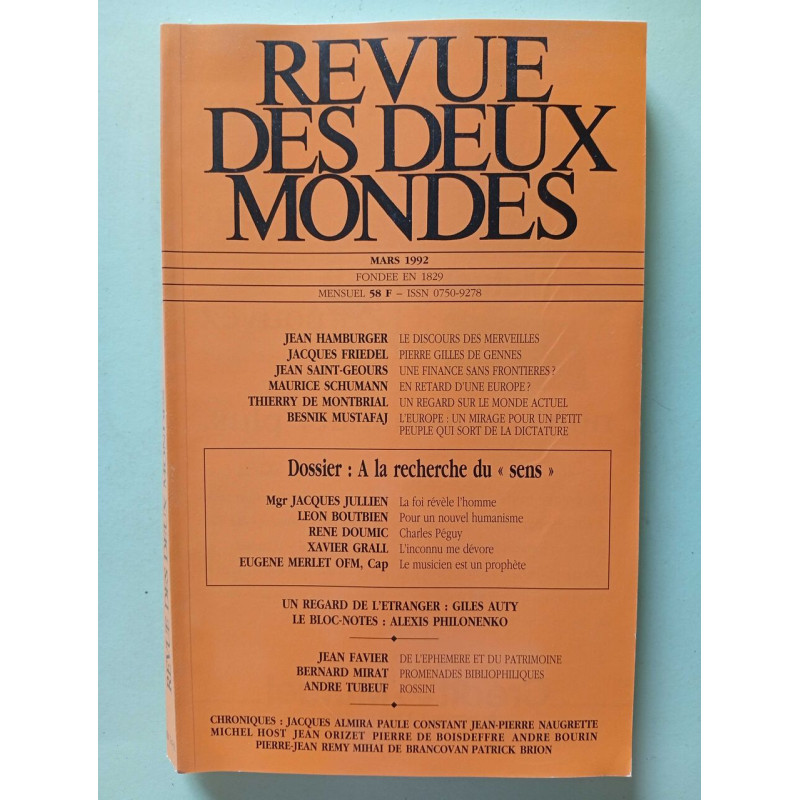 REVUE
DES DEUX
MONDES
MARS 1992
FONDEE EN 1829
MENSUEL 58 F – ISSN 0750-9278
JEAN HAMBURGER LE DISCOURS DES MERVEILLES
JACQUES FRIEDEL PIERRE GILLES DE GENNES
JEAN SAINT-GEOURS UNE FINANCE SANS FRONTIERES ?
MAURICE SCHUMANN EN RETARD D'UNE EUROPE ?
THIERRY DE MONTBRIAL UN REGARD SUR LE MONDE ACTUEL
BESNIK MUSTAFAJ L'EUROPE : UN MIRAGE POUR UN PETIT
PEUPLE QUI SORT DE LA DICTATURE
Dossier : A la recherche du « sens »
Mgr JACQUES JULLIEN La foi révèle l'homme
LEON BOUTBIEN Pour un nouvel humanisme
RENE DOUMIC Charles Péguy
XAVIER GRALL L'inconnu me dévore
EUGENE MERLET OFM, Cap Le musicien est un prophète
UN REGARD DE L'ETRANGER : GILES AUTY
LE BLOC-NOTES : ALEXIS PHILONENKO
JEAN FAVIER DE L'EPHEMERE ET DU PATRIMOINE
BERNARD MIRAT PROMENADES BIBLIOPHILIQUES
ANDRE TUBEUF ROSSINI
CHRONIQUES : JACQUES ALMIRA PAULE CONSTANT JEAN-PIERRE NAUGRETTE
MICHEL HOST JEAN ORIZET PIERRE DE BOISDEFFRE ANDRE BOURIN
PIERRE-JEAN REMY MIHAI DE BRANCOVAN PATRICK BRION